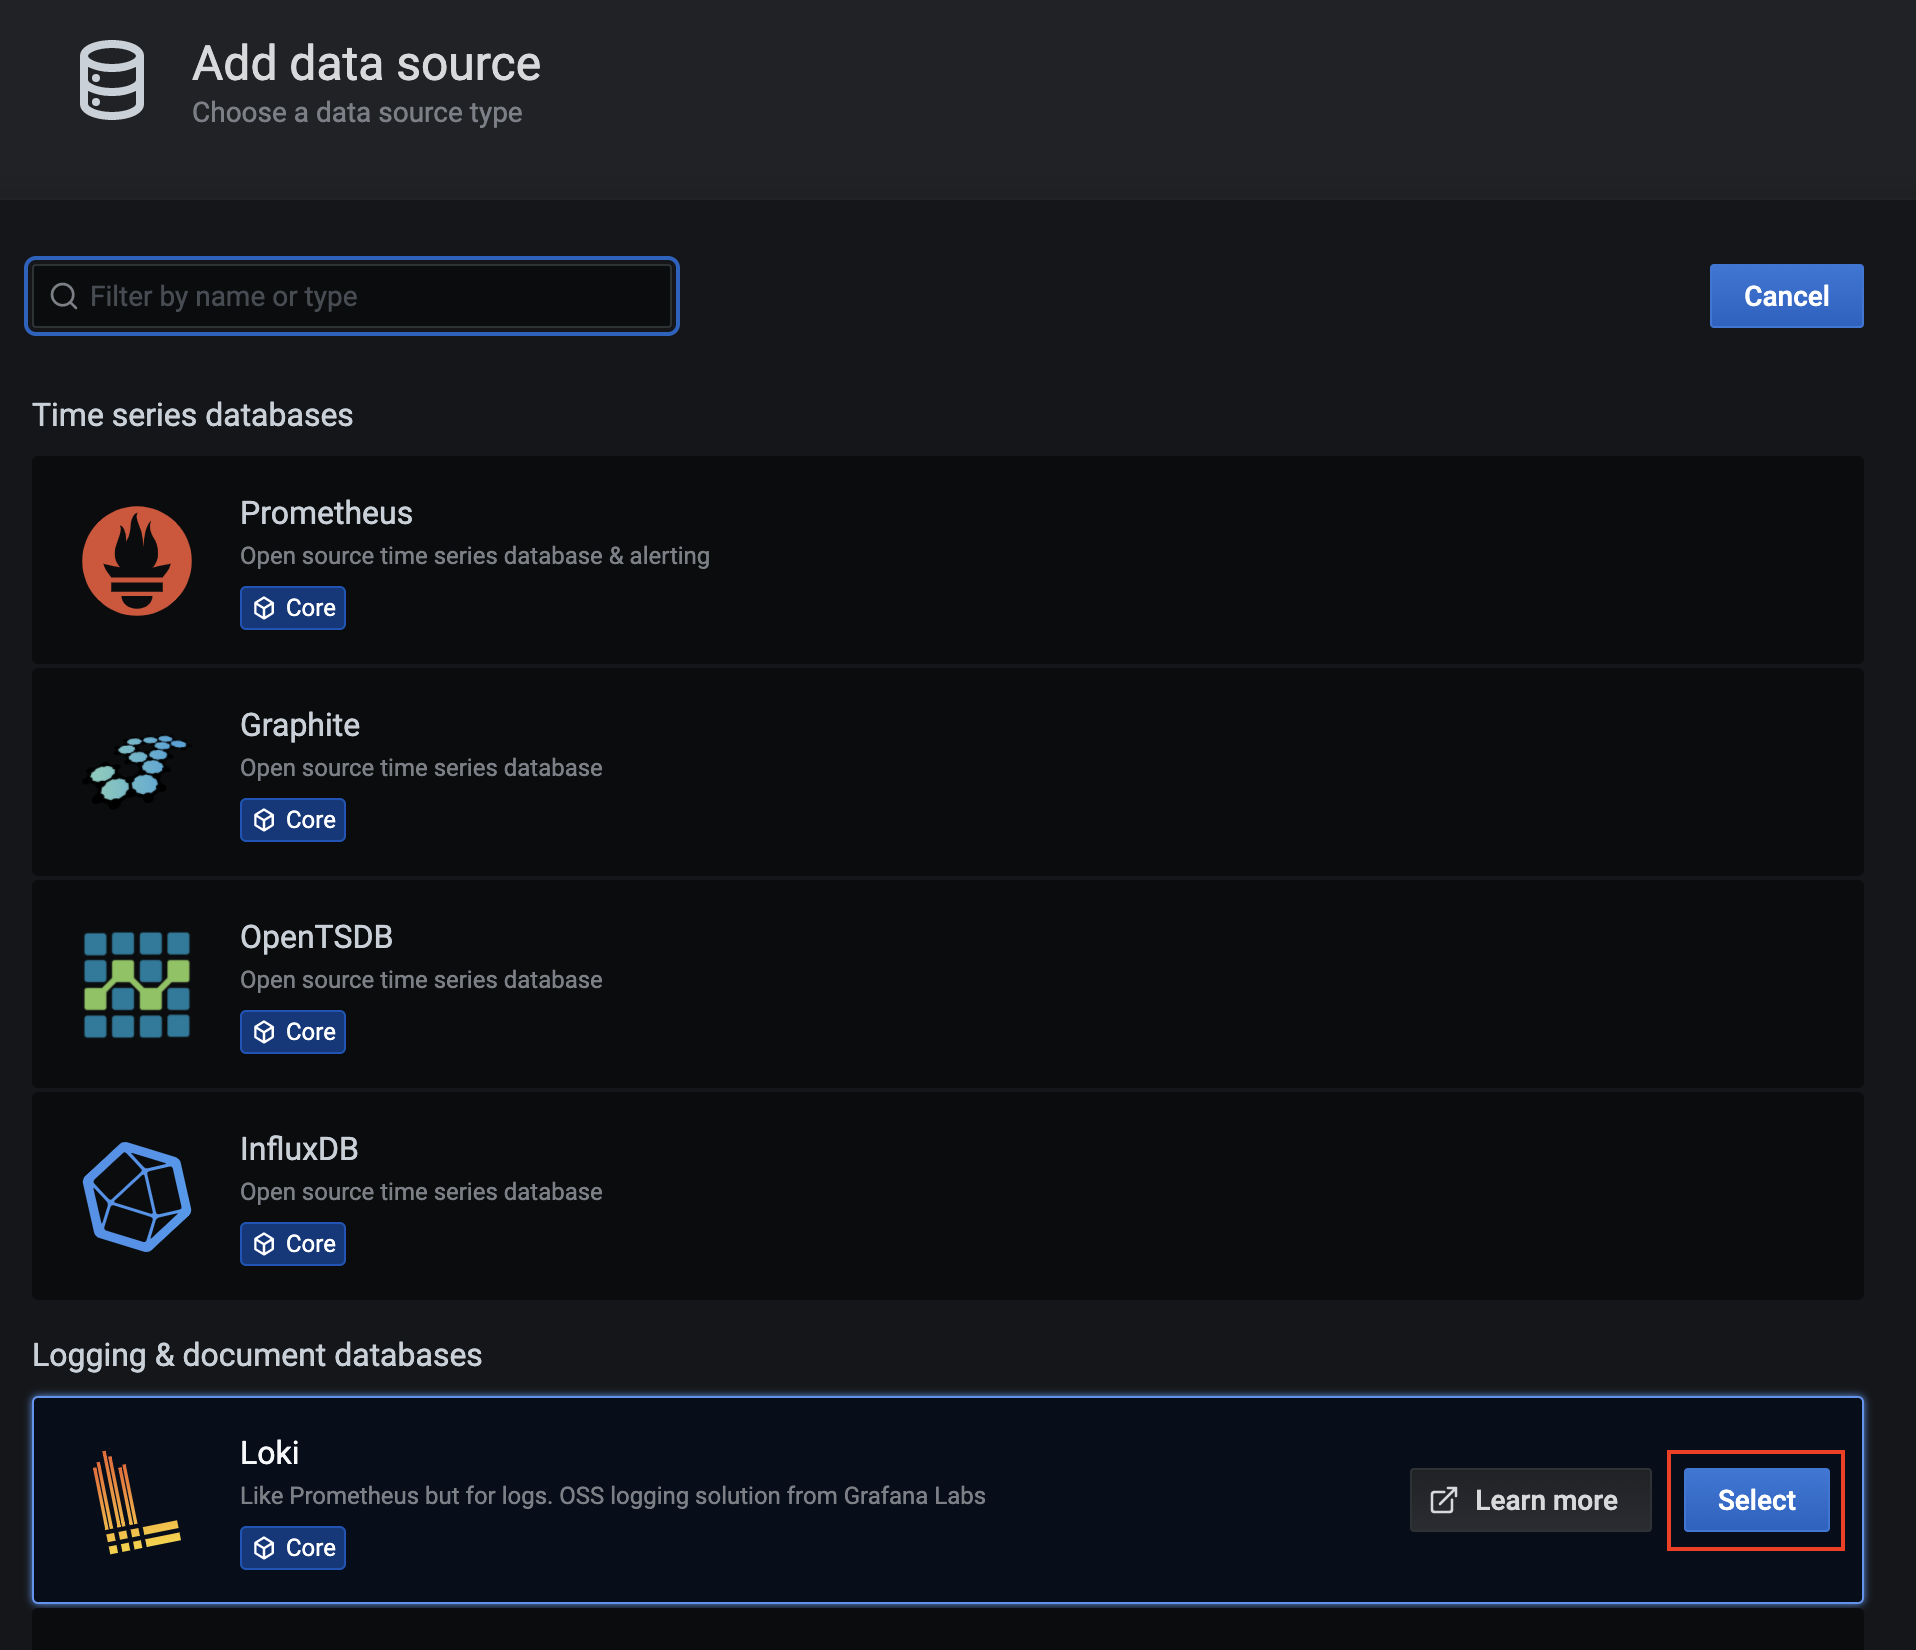 Add data source
Choose a data source type
Filter by name or type
Cancel
Time series databases
Prometheus
Open source time series database & alerting
Core
Graphite
Open source time series database
Core
OpenTSDB
Open source time series database
Core
InfluxDB
Open source time series database
Core
Logging & document databases
Loki
Like Prometheus but for logs. OSS logging solution from Grafana Labs
Core
Learn more
Select